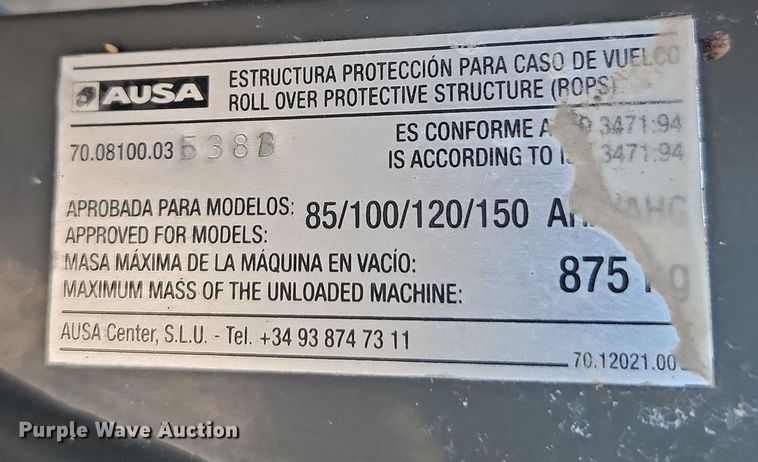 AUSA
ESTRUCTURA PROTECCIÓN PARA CASO DE VUELCO
ROLL OVER PROTECTIVE STRUCTURE (ROPS)
70.08100.03
ES CONFORME A 3471:94
IS ACCORDING TO 3471:94
APROBADA PARA MODELOS: 85/100/120/150
APPROVED FOR MODELS:
MASA MÁXIMA DE LA MÁQUINA EN VACÍO:
MAXIMUM MASS OF THE UNLOADED MACHINE: 875
AUSA Center, S.L.U. - Tel. +34 93 874 73 11
70.12021.00
Purple Wave Auction